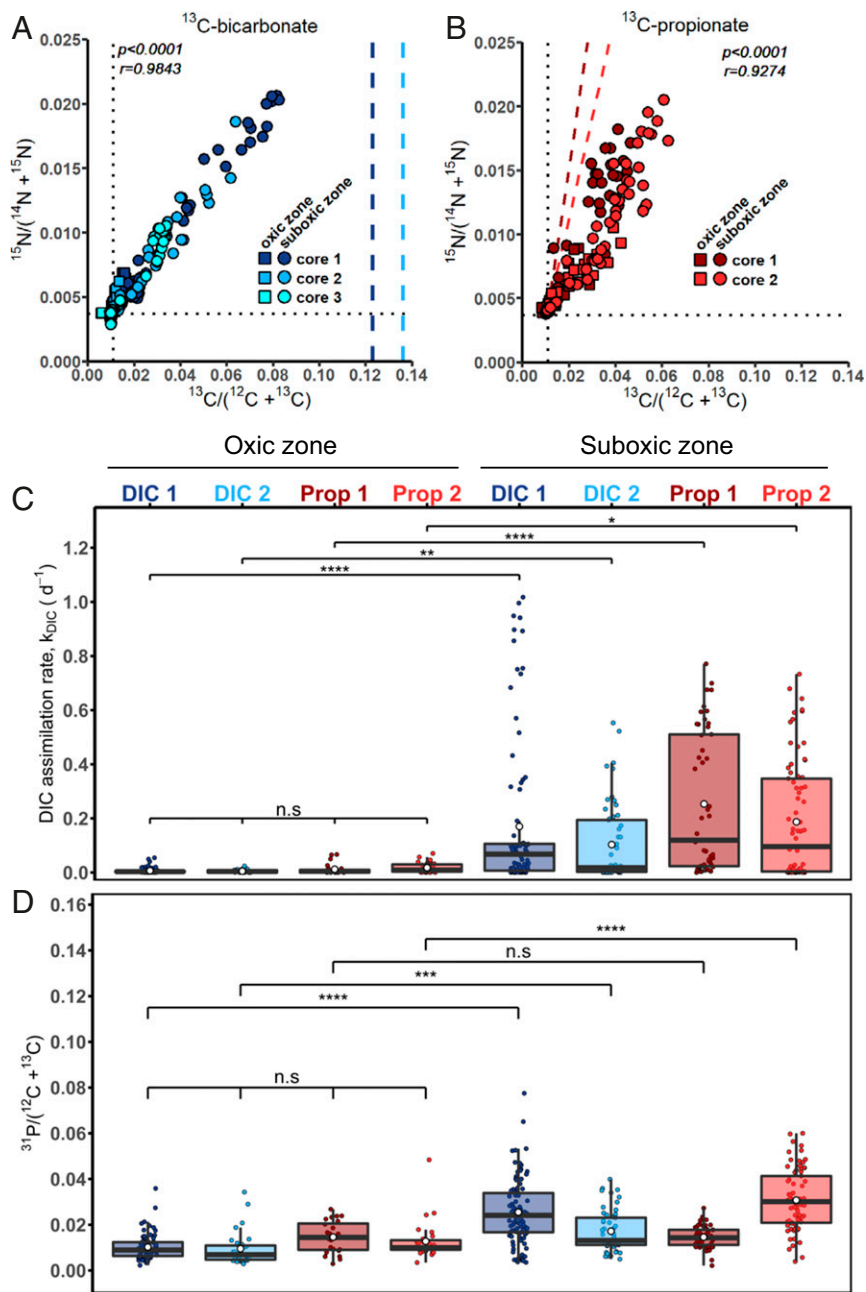 A
¹³C-bicarbonate
p<0.0001
r=0.9843
0.025
0.020
0.015
0.010
0.005
0.000
¹⁵N/(¹⁴N + ¹⁵N)
oxic zone
suboxic zone
core 1
core 2
core 3
0.00 0.02 0.04 0.06 0.08 0.10 0.12 0.14
¹³C/(¹²C + ¹³C)
B
¹³C-propionate
p<0.0001
r=0.9274
0.025
0.020
0.015
0.010
0.005
0.000
¹⁵N/(¹⁴N + ¹⁵N)
oxic zone
suboxic zone
core 1
core 2
0.00 0.02 0.04 0.06 0.08 0.10 0.12 0.14
¹³C/(¹²C + ¹³C)
Oxic zone Suboxic zone
C
DIC 1 DIC 2 Prop 1 Prop 2 DIC 1 DIC 2 Prop 1 Prop 2
*
****
**
****
n.s
1.2
1.0
0.8
0.6
0.4
0.2
0.0
DIC assimilation rate, k_DIC ( d⁻¹)
D
****
n.s
***
****
n.s
0.16
0.14
0.12
0.10
0.08
0.06
0.04
0.02
0.00
³¹P/(¹²C + ¹³C)